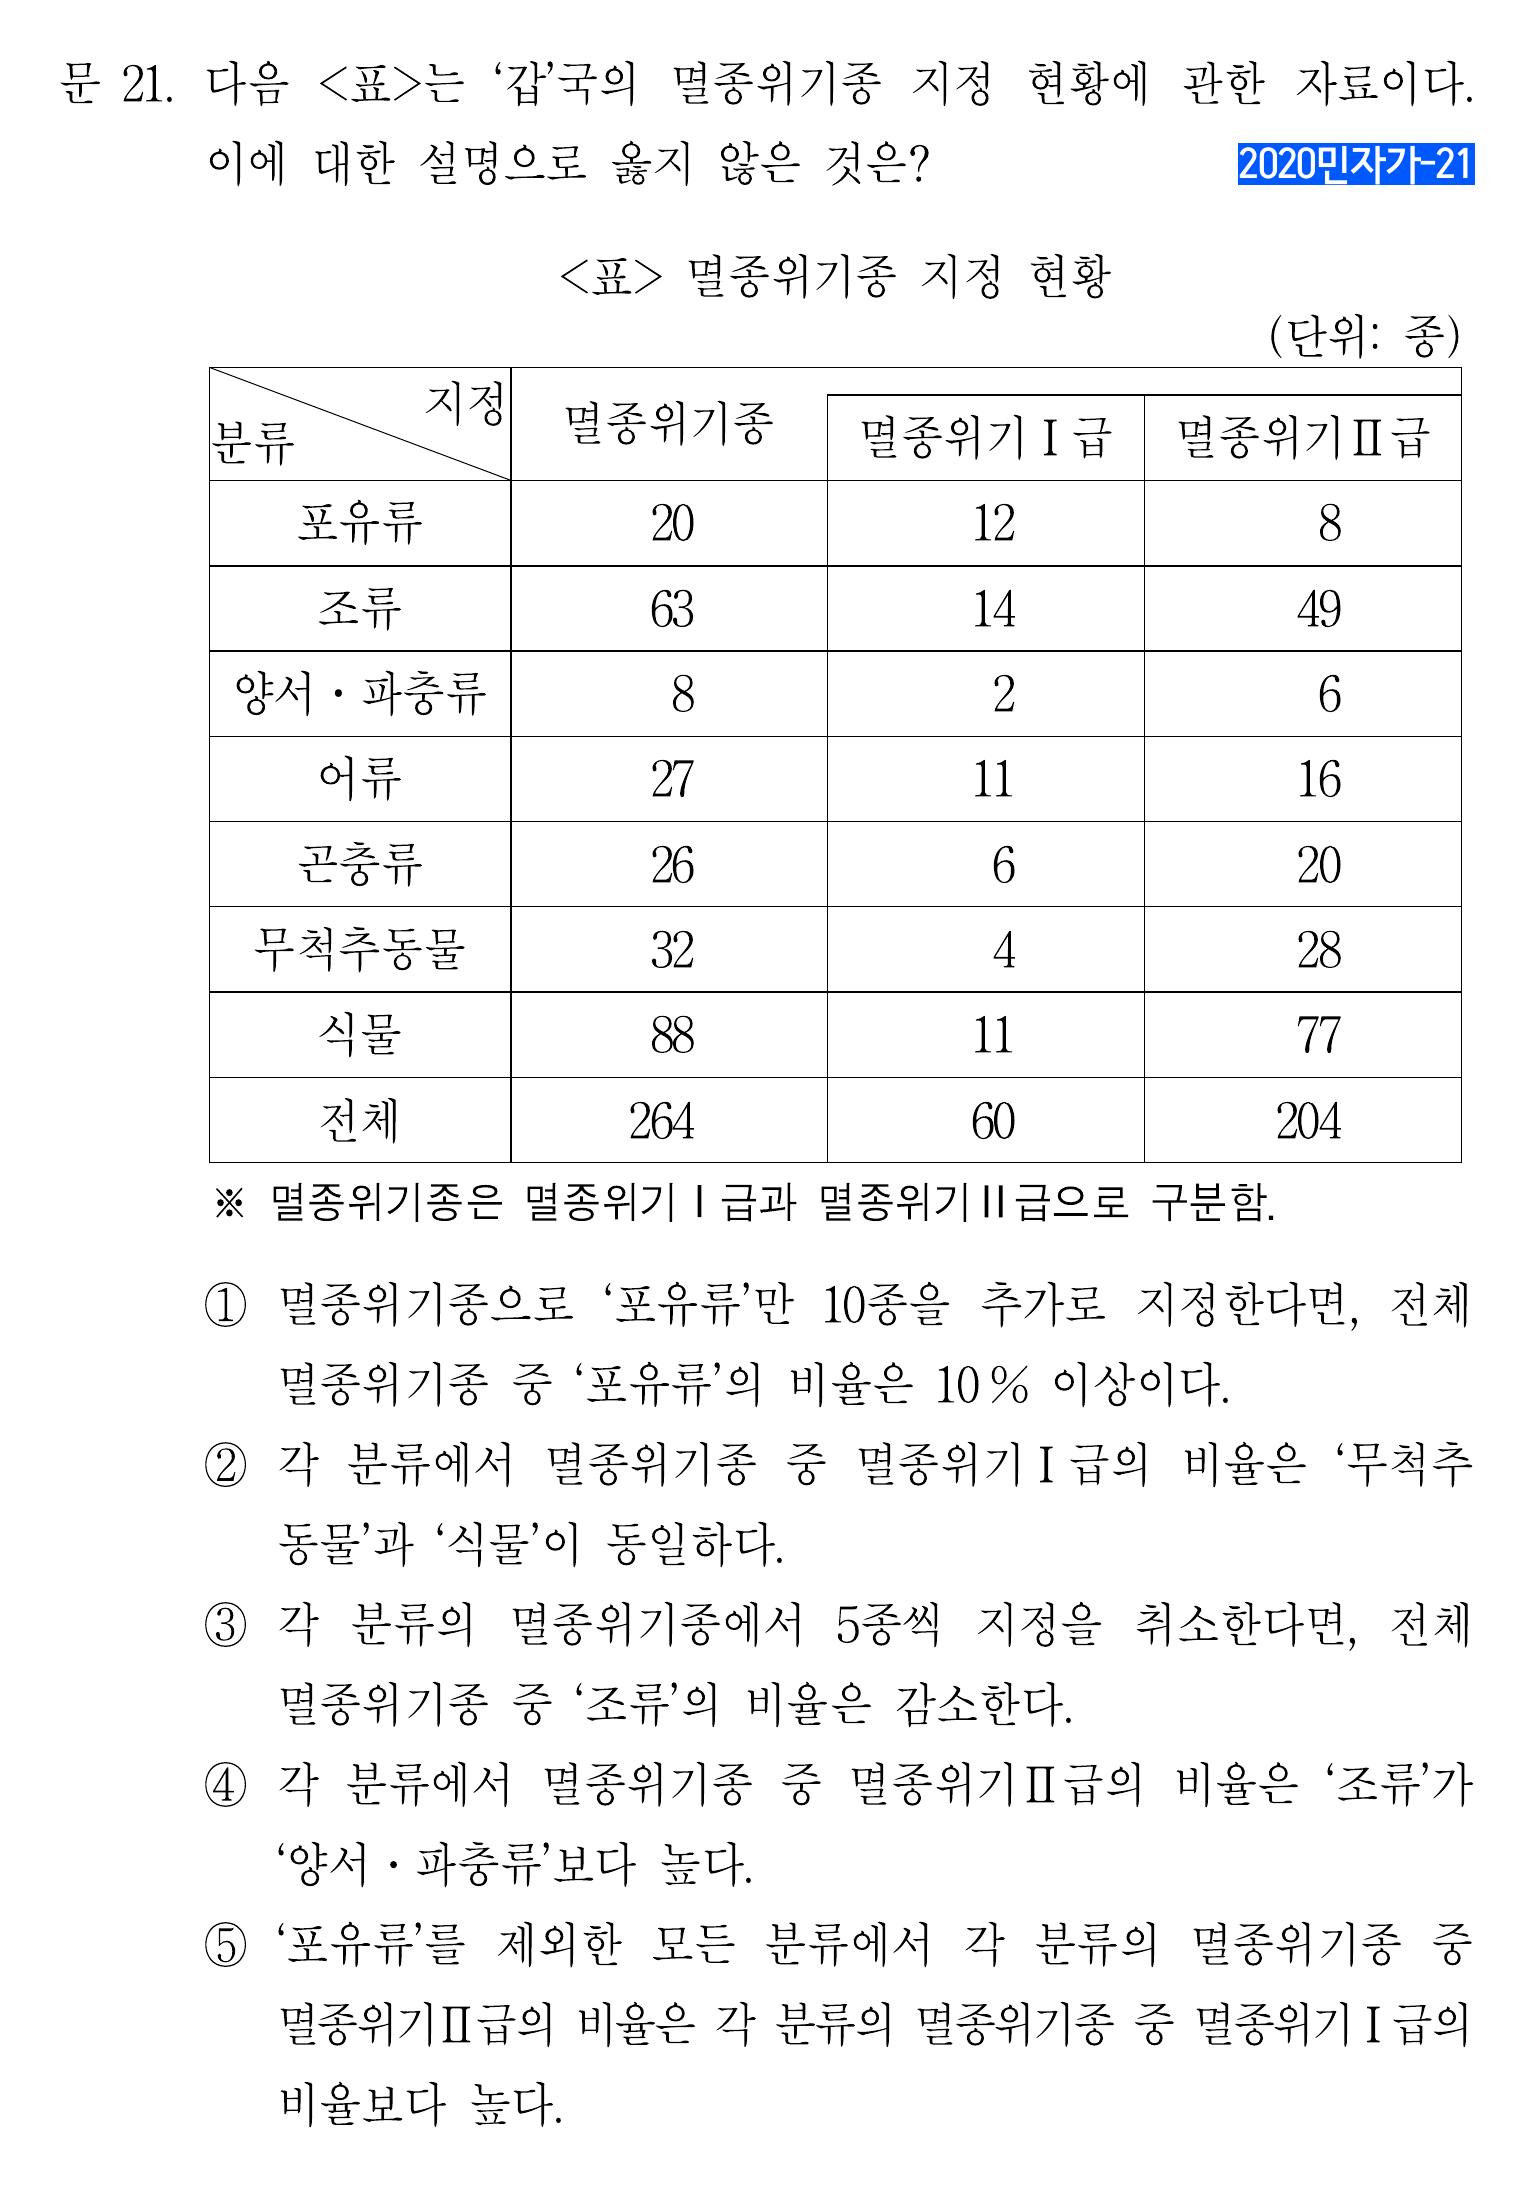 문 21. 다음 <표>는 ‘갑’국의 멸종위기종 지정 현황에 관한 자료이다.
이에 대한 설명으로 옳지 않은 것은?
2020민자가-21
<표> 멸종위기종 지정 현황
(단위: 종)
지정
분류
멸종위기종
멸종위기Ⅰ급 멸종위기Ⅱ급
포유류 20 12 8
조류 63 14 49
양서·파충류 8 2 6
어류 27 11 16
곤충류 26 6 20
무척추동물 32 4 28
식물 88 11 77
전체 264 60 204
※ 멸종위기종은 멸종위기Ⅰ급과 멸종위기Ⅱ급으로 구분함.
① 멸종위기종으로 ‘포유류’만 10종을 추가로 지정한다면, 전체
멸종위기종 중 ‘포유류’의 비율은 10% 이상이다.
② 각 분류에서 멸종위기종 중 멸종위기Ⅰ급의 비율은 ‘무척추
동물’과 ‘식물’이 동일하다.
③ 각 분류의 멸종위기종에서 5종씩 지정을 취소한다면, 전체
멸종위기종 중 ‘조류’의 비율은 감소한다.
④ 각 분류에서 멸종위기종 중 멸종위기Ⅱ급의 비율은 ‘조류’가
‘양서·파충류’보다 높다.
⑤ ‘포유류’를 제외한 모든 분류에서 각 분류의 멸종위기종 중
멸종위기Ⅱ급의 비율은 각 분류의 멸종위기종 중 멸종위기Ⅰ급의
비율보다 높다.